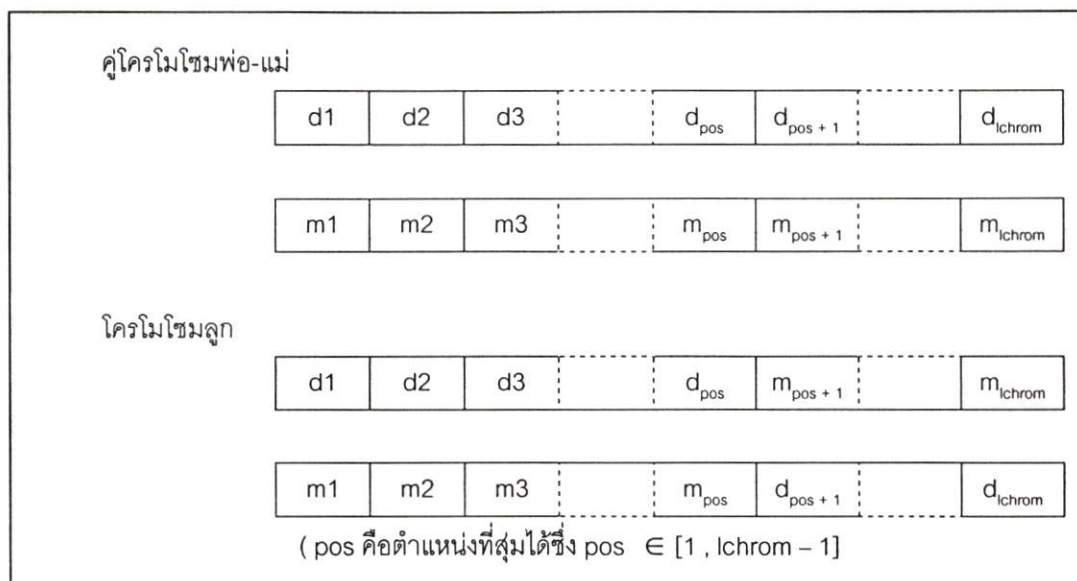 คู่โครโมโซมพ่อ-แม่
d1 d2 d3 d_pos d_pos + 1 d_lchrom
m1 m2 m3 m_pos m_pos + 1 m_lchrom
โครโมโซมลูก
d1 d2 d3 d_pos m_pos + 1 m_lchrom
m1 m2 m3 m_pos d_pos + 1 d_lchrom
( pos คือตำแหน่งที่สุ่มได้ซึ่ง pos ∈ [1 , lchrom – 1]